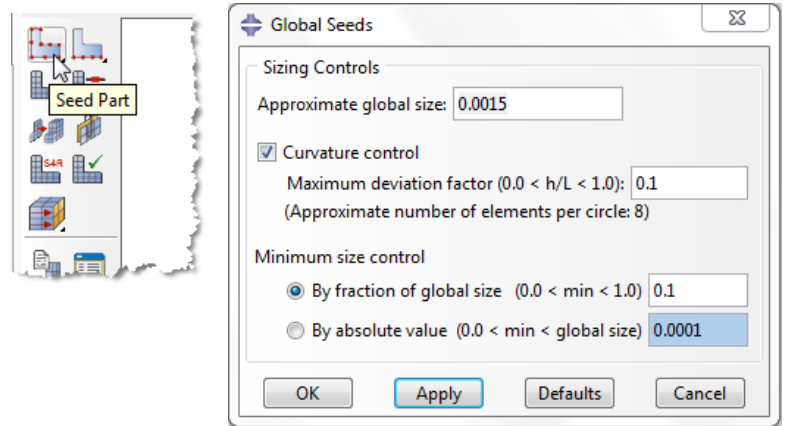 Seed Part
S4R
Global Seeds
Sizing Controls
Approximate global size: 0.0015
Curvature control
Maximum deviation factor (0.0 < h/L < 1.0): 0.1
(Approximate number of elements per circle: 8)
Minimum size control
By fraction of global size (0.0 < min < 1.0) 0.1
By absolute value (0.0 < min < global size) 0.0001
OK Apply Defaults Cancel